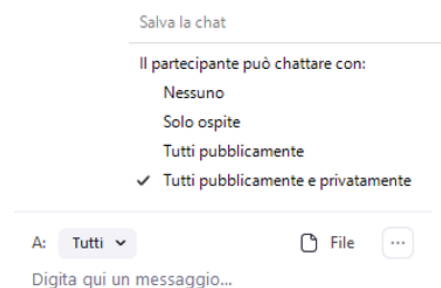 Salva la chat
Il partecipante può chattare con:
Nessuno
Solo ospite
Tutti pubblicamente
Tutti pubblicamente e privatamente
A: Tutti File ...
Digita qui un messaggio...